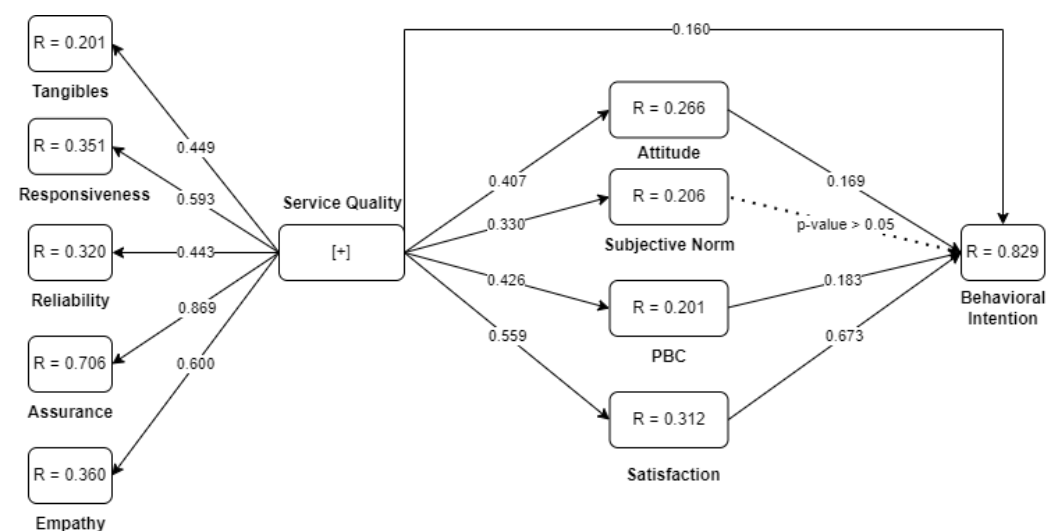 R = 0.201
Tangibles
R = 0.351
Responsiveness
R = 0.320
Reliability
R = 0.706
Assurance
R = 0.360
Empathy
0.449
0.593
0.443
0.869
0.600
Service Quality
[+]
0.160
0.407
0.330
0.426
0.559
R = 0.266
Attitude
R = 0.206
Subjective Norm
R = 0.201
PBC
R = 0.312
Satisfaction
0.169
p-value > 0.05
0.183
0.673
R = 0.829
Behavioral
Intention